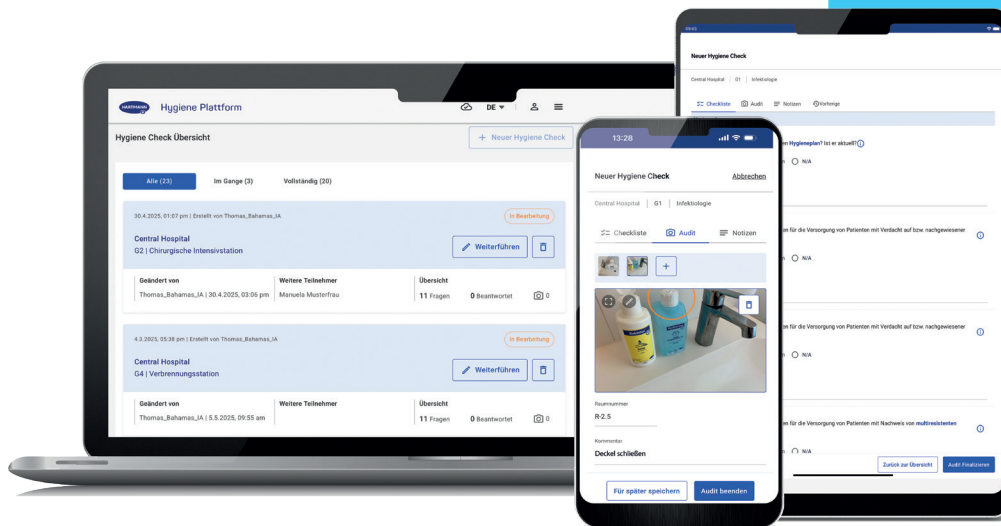 HARTMANN
Hygiene Plattform
DE
Hygiene Check Übersicht
+ Neuer Hygiene Check
Alle (23)
Im Gange (3)
Vollständig (20)
30.4.2025, 01:07 pm | Erstellt von Thomas_Bahamas_IA
In Bearbeitung
Central Hospital
G2 | Chirurgische Intensivstation
Weiterführen
Geändert von
Weitere Teilnehmer
Übersicht
Thomas_Bahamas_IA | 30.4.2025, 03:06 pm
Manuela Musterfrau
11 Fragen
0 Beantwortet
0
4.3.2025, 05:38 pm | Erstellt von Thomas_Bahamas_IA
In Bearbeitung
Central Hospital
G4 | Verbrennungsstation
Weiterführen
Geändert von
Weitere Teilnehmer
Übersicht
Thomas_Bahamas_IA | 5.5.2025, 09:55 am
11 Fragen
0 Beantwortet
0
13:28
Neuer Hygiene Check
Abbrechen
Central Hospital | G1 | Infektiologie
Checkliste
Audit
Notizen
+
Raumnummer
R-2.5
Kommentar
Deckel schließen
Für später speichern
Audit beenden
Neuer Hygiene Check
Central Hospital | G1 | Infektiologie
Checkliste
Audit
Notizen
Vorherige
en Hygieneplan? Ist er aktuell?
N/A
en für die Versorgung von Patienten mit Verdacht auf bzw. nachgewiesener
N/A
en für die Versorgung von Patienten mit Verdacht auf bzw. nachgewiesener
N/A
en für die Versorgung von Patienten mit Nachweis von multiresistenten
N/A
Zurück zur Übersicht
Audit Finalisieren